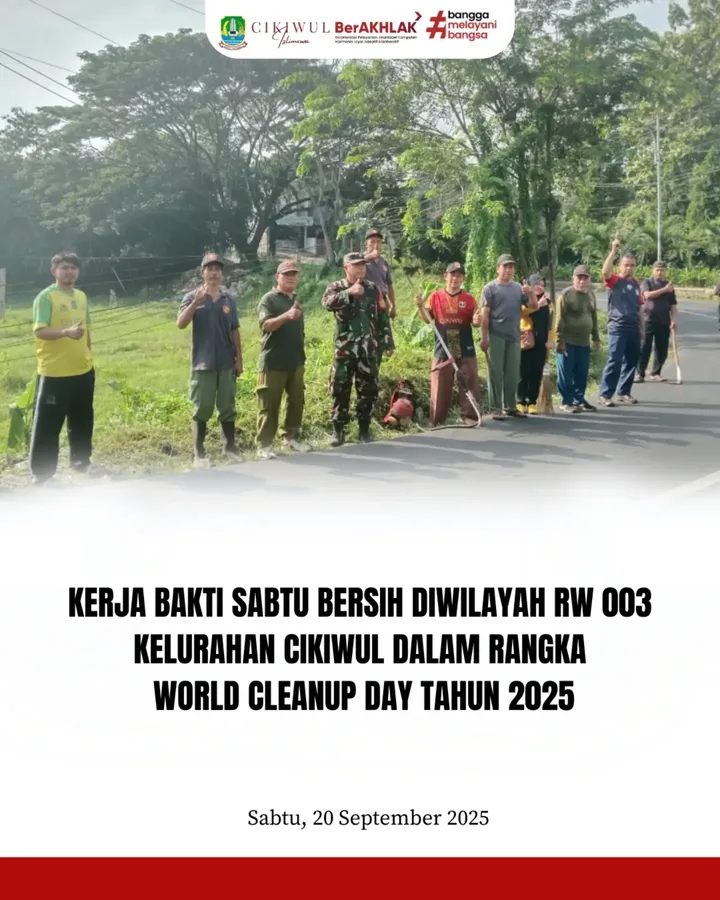 CIKIWUL
Istimewa
BerAKHLAK
#bangga
melayani
bangsa
KERJA BAKTI SABTU BERSIH DIWILAYAH RW 003
KELURAHAN CIKIWUL DALAM RANGKA
WORLD CLEANUP DAY TAHUN 2025
Sabtu, 20 September 2025